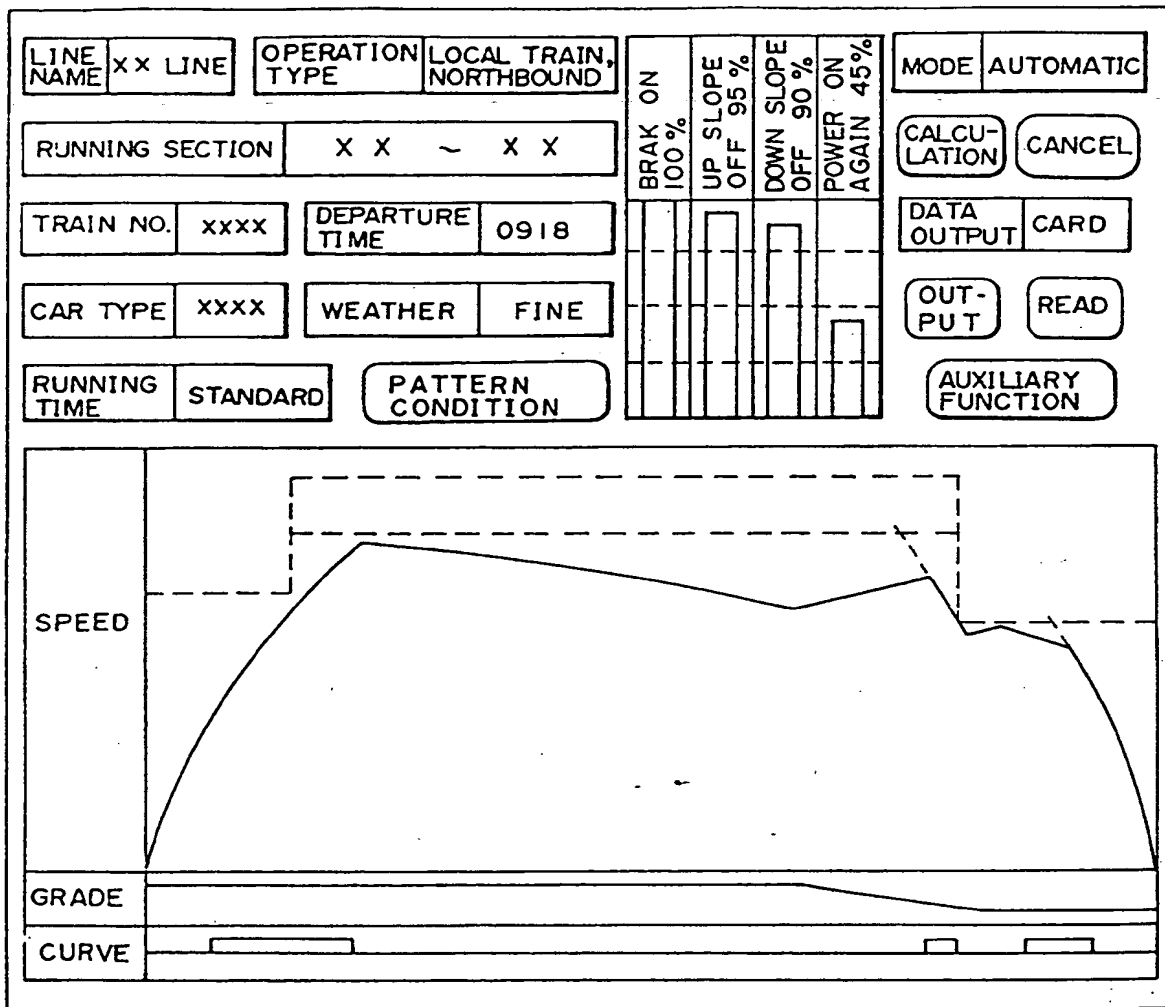 LINE
NAME
X X LINE
OPERATION
TYPE
LOCAL TRAIN,
NORTHBOUND
BRAK ON
100%
UP SLOPE
OFF 95%
DOWN SLOPE
OFF 90%
POWER ON
AGAIN 45%
MODE
AUTOMATIC
RUNNING SECTION
X X ~ X X
CALCU-
LATION
CANCEL
TRAIN NO.
XXXX
DEPARTURE
TIME
0918
DATA
OUTPUT
CARD
CAR TYPE
XXXX
WEATHER
FINE
OUT-
PUT
READ
RUNNING
TIME
STANDARD
PATTERN
CONDITION
AUXILIARY
FUNCTION
SPEED
GRADE
CURVE